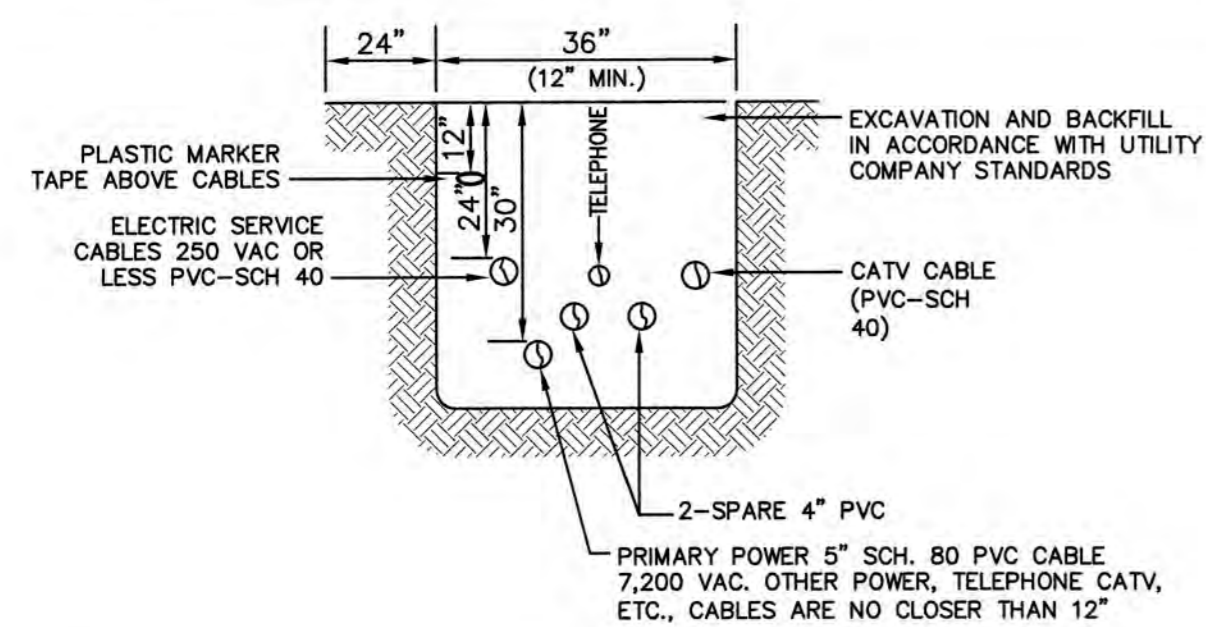 24” 36”
(12” MIN.)
PLASTIC MARKER
TAPE ABOVE CABLES
12”
24”
30”
TELEPHONE
EXCAVATION AND BACKFILL
IN ACCORDANCE WITH UTILITY
COMPANY STANDARDS
ELECTRIC SERVICE
CABLES 250 VAC OR
LESS PVC-SCH 40
CATV CABLE
(PVC-SCH
40)
2-SPARE 4” PVC
PRIMARY POWER 5” SCH. 80 PVC CABLE
7,200 VAC. OTHER POWER, TELEPHONE CATV,
ETC., CABLES ARE NO CLOSER THAN 12”